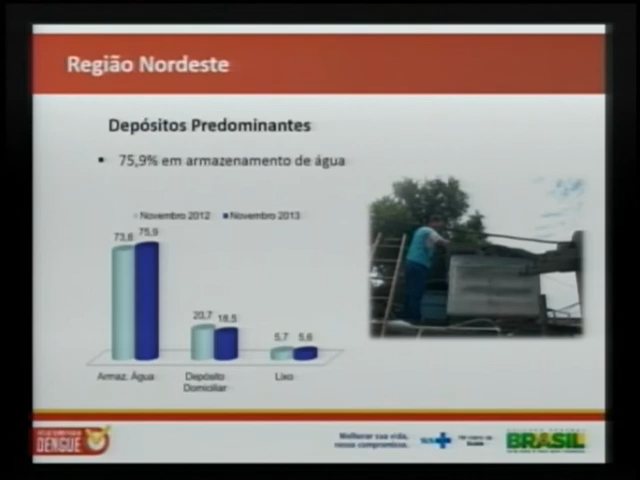 Região Nordeste
Depósitos Predominantes
▪ 75,9% em armazenamento de água
Novembro 2012 Novembro 2013
73,6 75,9
20,7 18,5
5,7 5,6
Armaz. Água Depósito Domiciliar Lixo
DENGUE
Melhorar sua vida,
nosso compromisso.
SUS
BRASIL